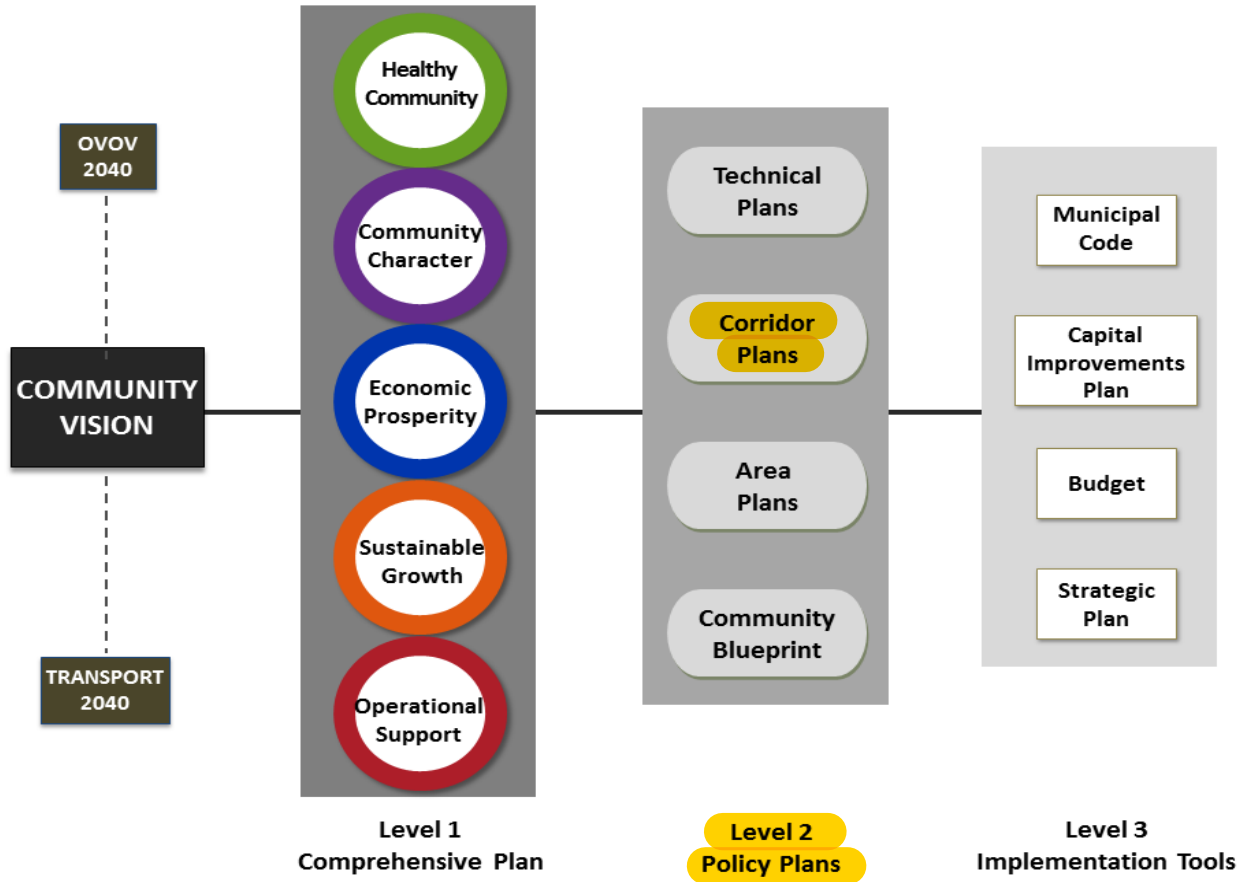 OVOV
2040
COMMUNITY
VISION
TRANSPORT
2040
Healthy
Community
Community
Character
Economic
Prosperity
Sustainable
Growth
Operational
Support
Level 1
Comprehensive Plan
Technical
Plans
Corridor
Plans
Area
Plans
Community
Blueprint
Level 2
Policy Plans
Municipal
Code
Capital
Improvements
Plan
Budget
Strategic
Plan
Level 3
Implementation Tools